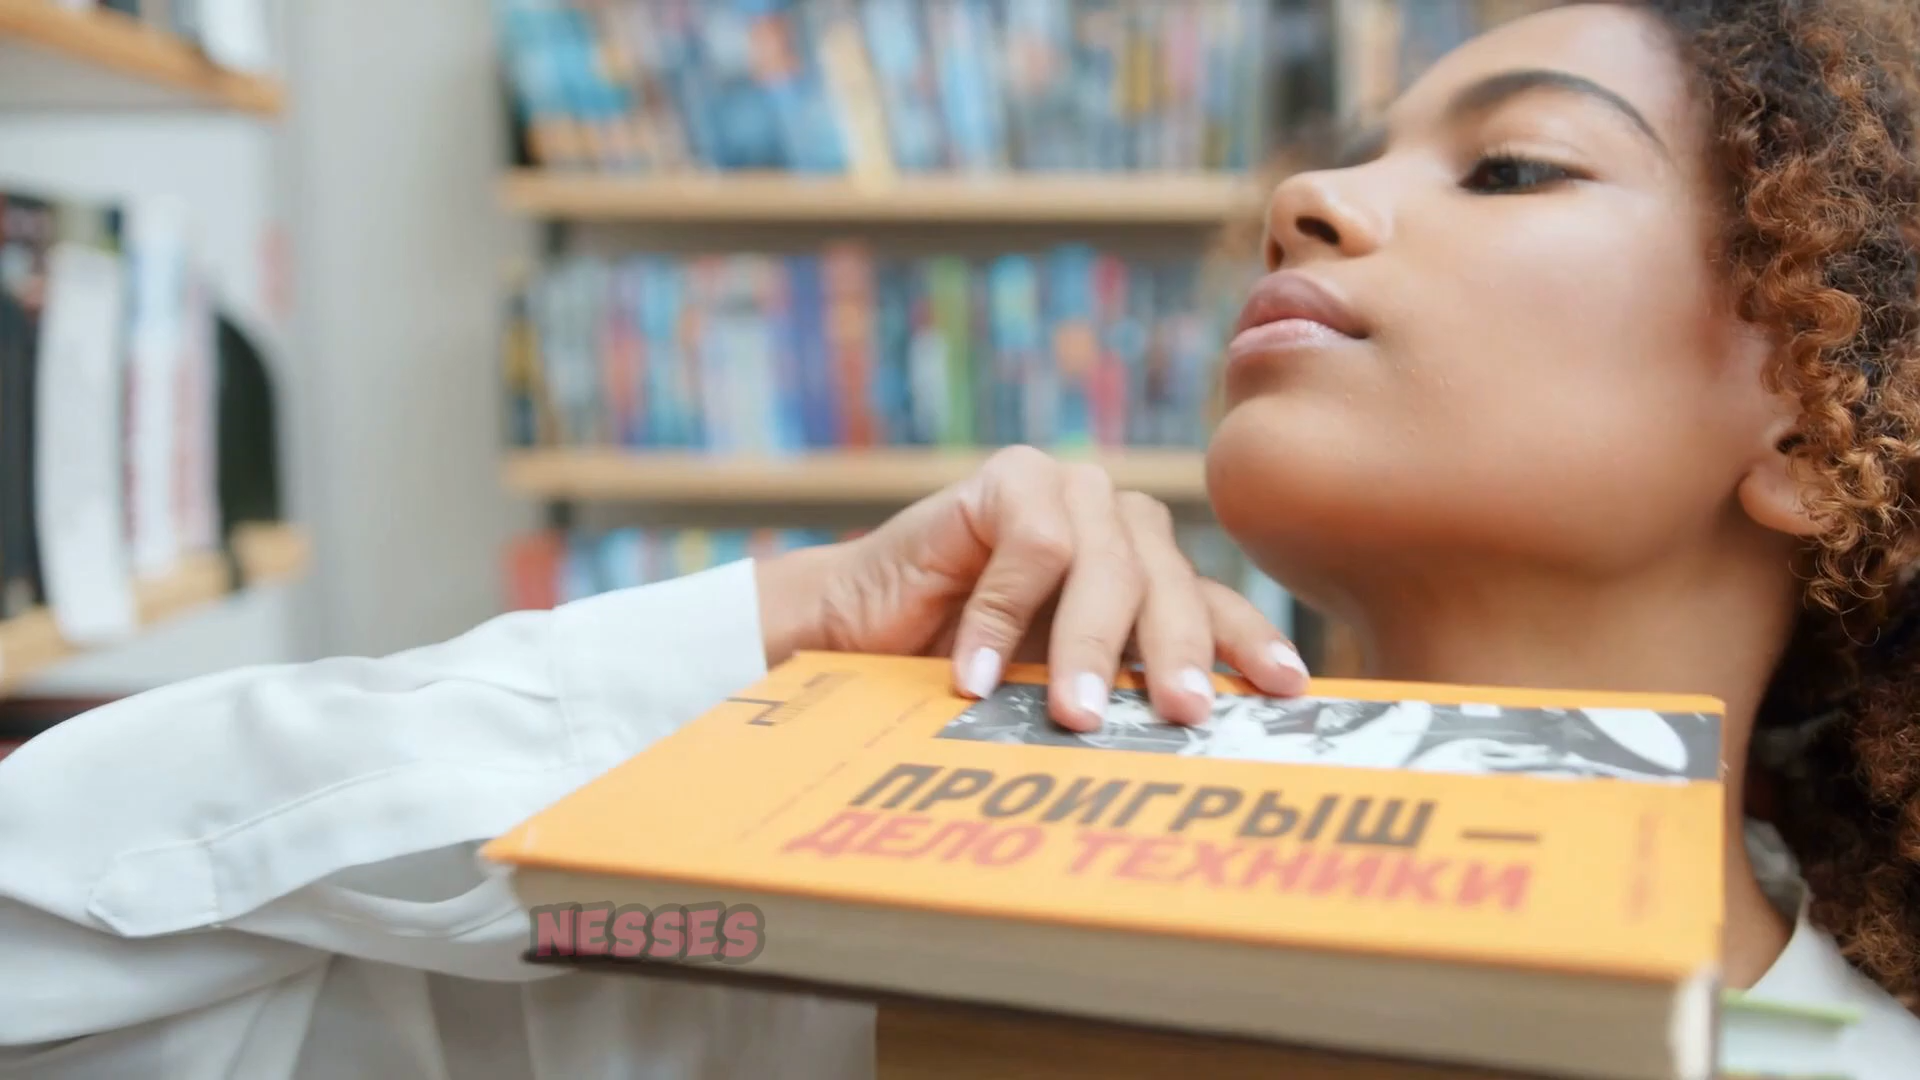 ПРОИГРЫШ —
ДЕЛО ТЕХНИКИ
NESSES